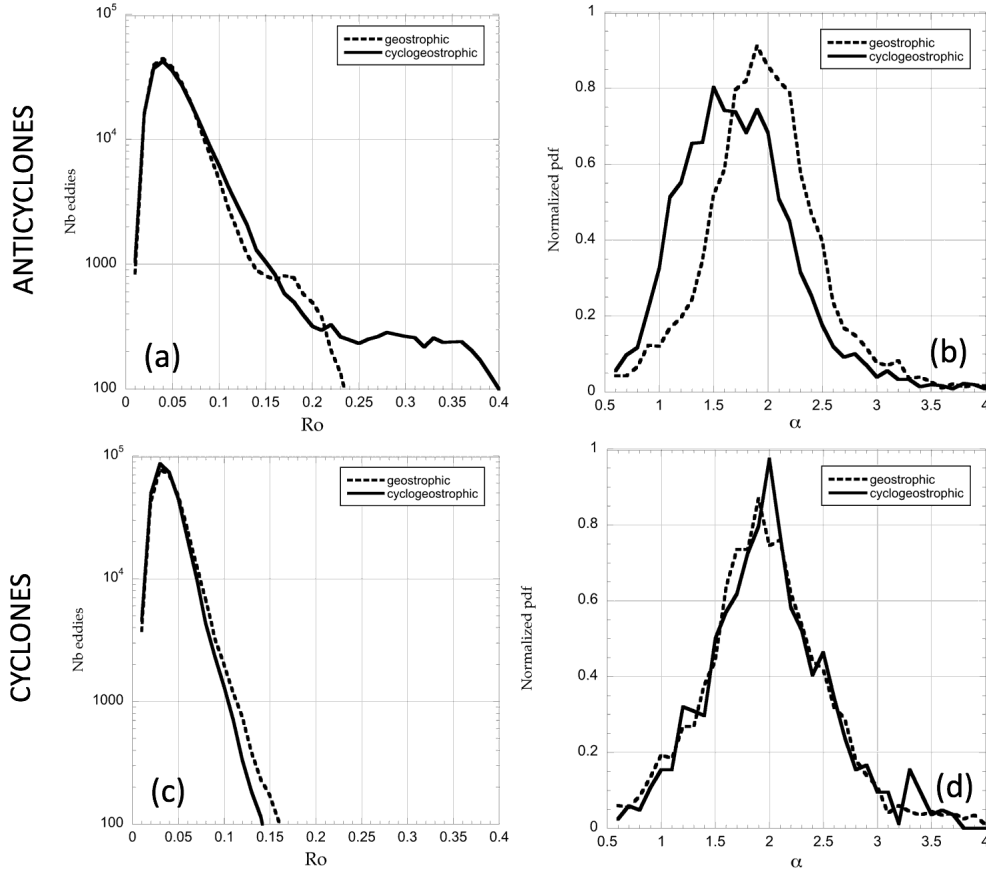 ANTICYCLONES
10^5
10^4
1000
100
Nb eddies
geostrophic
cyclogeostrophic
(a)
0 0.05 0.1 0.15 0.2 0.25 0.3 0.35 0.4
Ro
1
0.8
0.6
0.4
0.2
0
Normalized pdf
geostrophic
cyclogeostrophic
(b)
0.5 1 1.5 2 2.5 3 3.5 4
α
CYCLONES
10^5
10^4
1000
100
Nb eddies
geostrophic
cyclogeostrophic
(c)
0 0.05 0.1 0.15 0.2 0.25 0.3 0.35 0.4
Ro
1
0.8
0.6
0.4
0.2
0
Normalized pdf
geostrophic
cyclogeostrophic
(d)
0.5 1 1.5 2 2.5 3 3.5 4
α